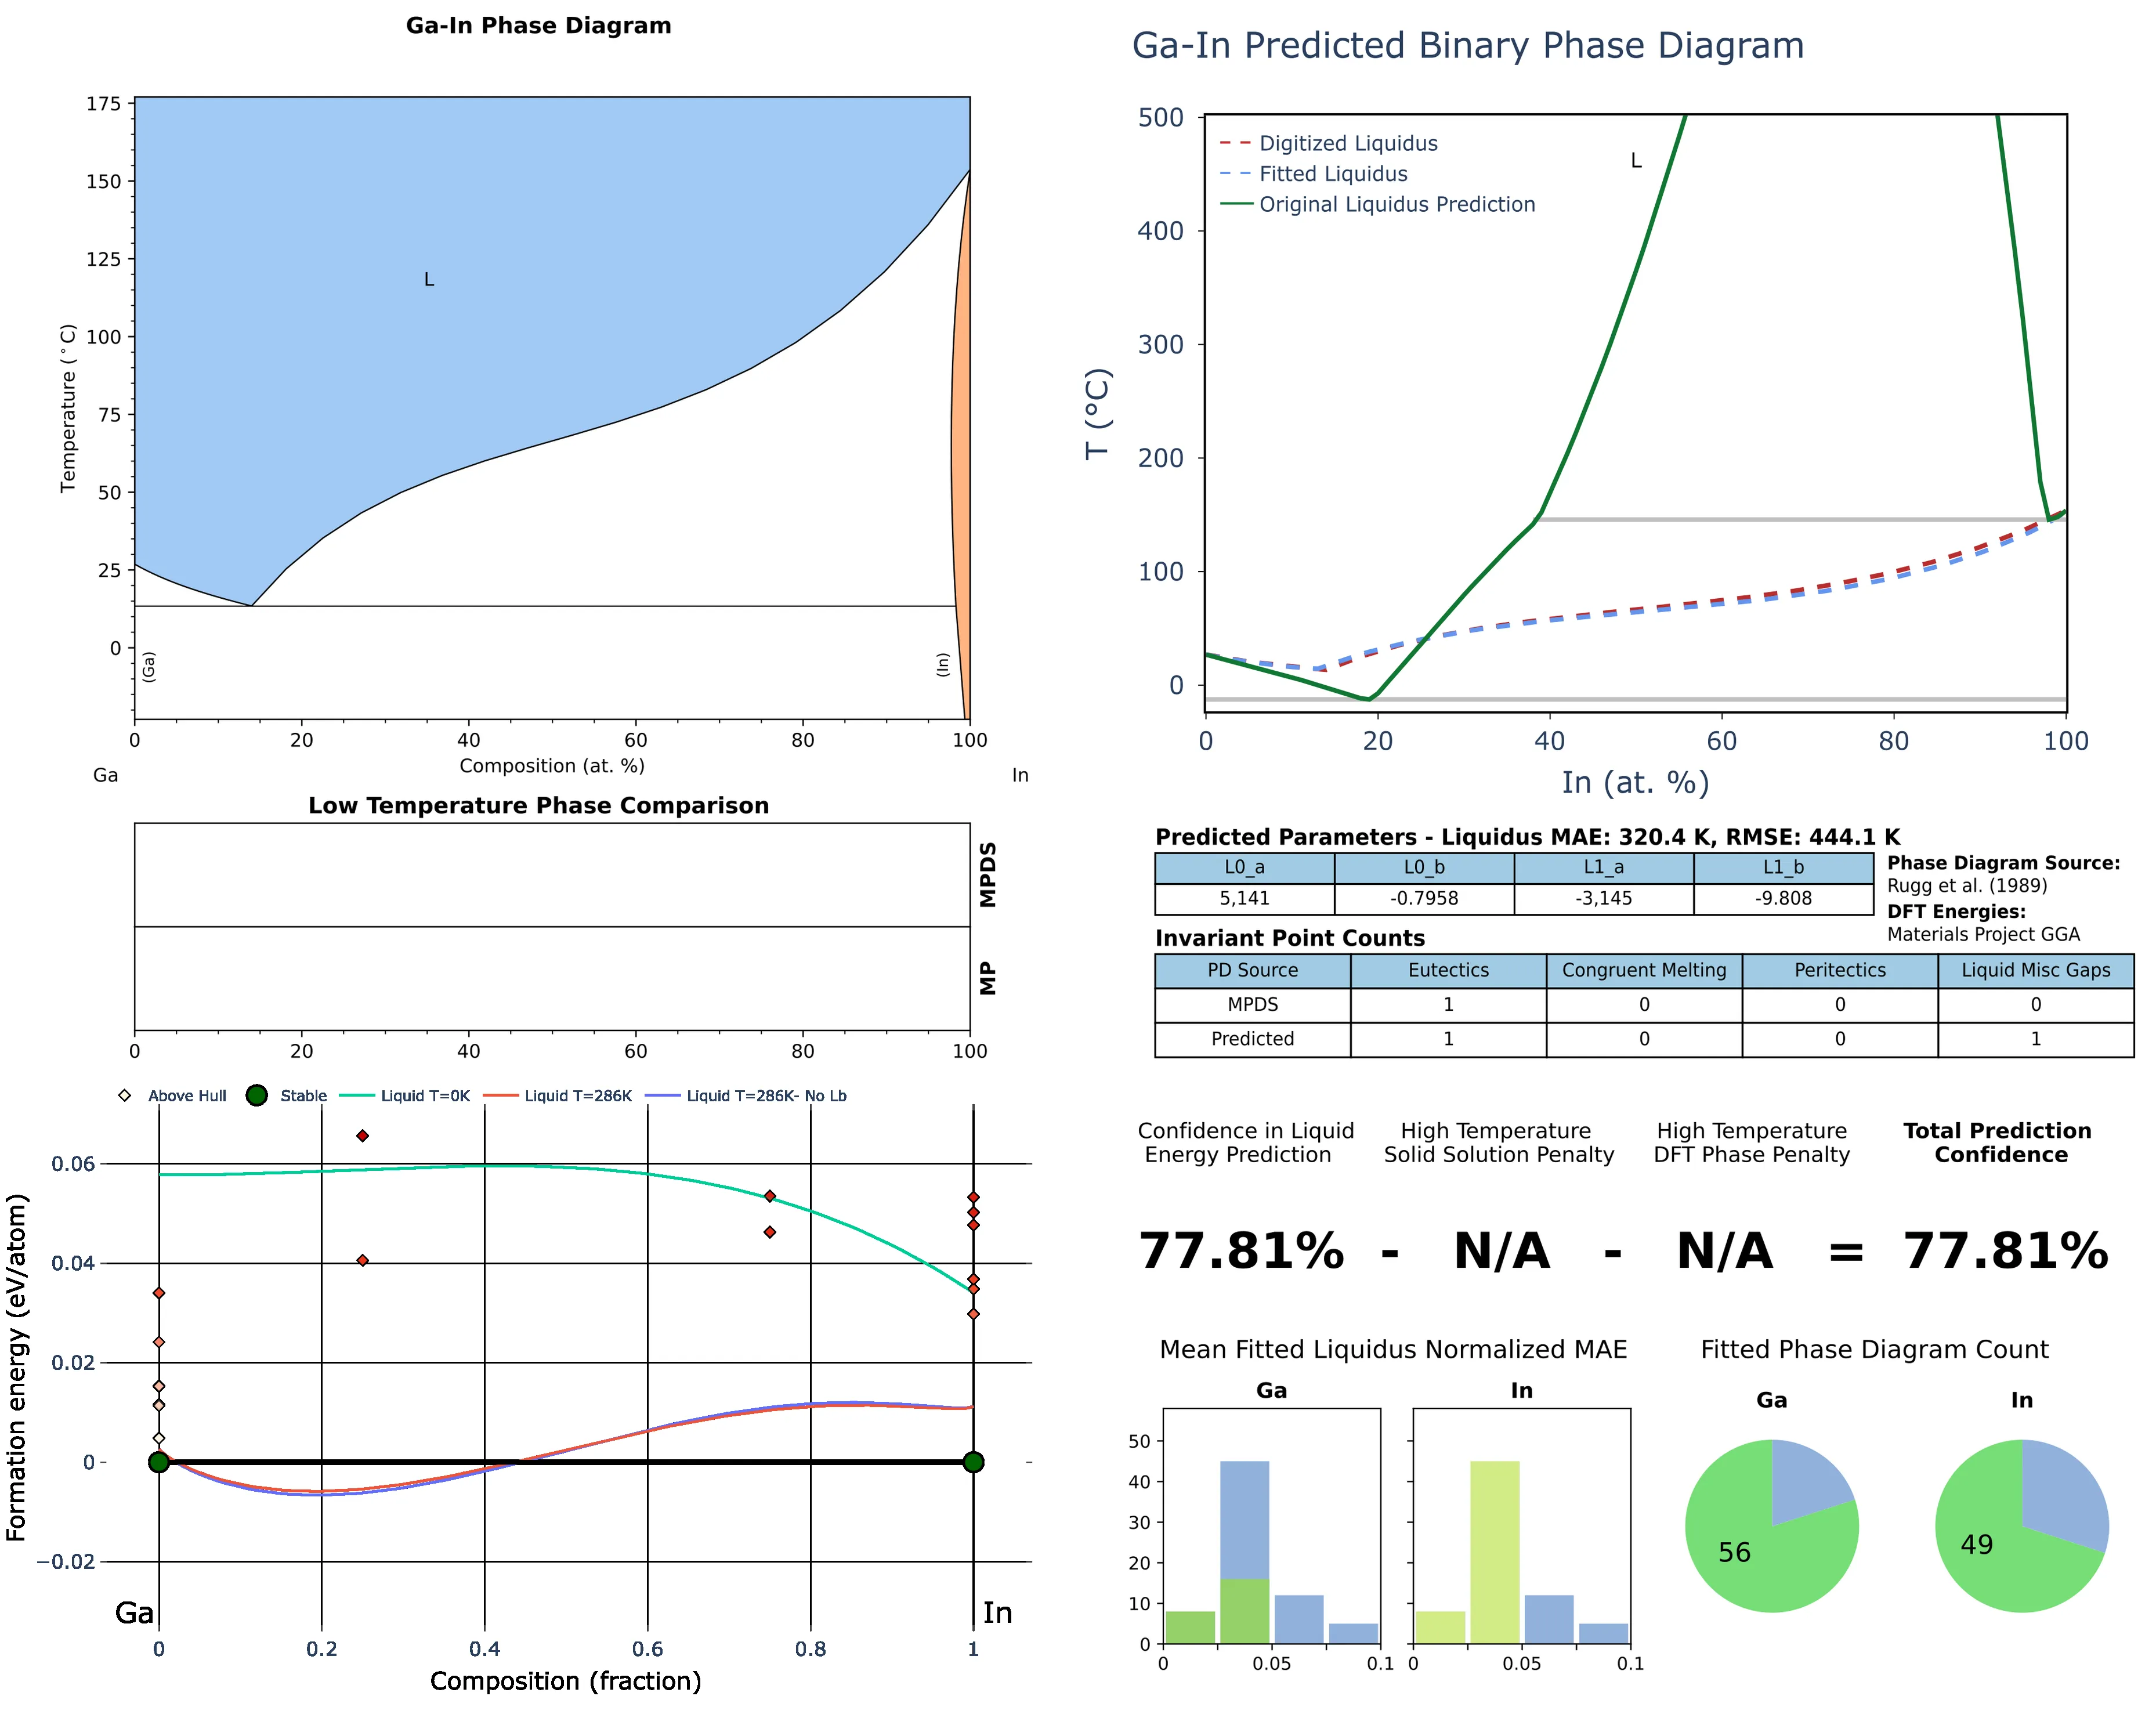 Ga-In Phase Diagram
175
150
125
100
75
50
25
0
Temperature (°C)
L
(Ga)
(In)
0 20 40 60 80 100
Composition (at. %)
Ga In
Ga-In Predicted Binary Phase Diagram
500
400
300
200
100
0
T (°C)
Digitized Liquidus
Fitted Liquidus
Original Liquidus Prediction
L
0 20 40 60 80 100
In (at. %)
Low Temperature Phase Comparison
MPDS
MP
0 20 40 60 80 100
Predicted Parameters - Liquidus MAE: 320.4 K, RMSE: 444.1 K
L0_a L0_b L1_a L1_b
5,141 -0.7958 -3,145 -9.808
Phase Diagram Source:
Rugg et al. (1989)
DFT Energies:
Materials Project GGA
Invariant Point Counts
PD Source Eutectics Congruent Melting Peritectics Liquid Misc Gaps
MPDS 1 0 0 0
Predicted 1 0 0 1
Above Hull Stable Liquid T=0K Liquid T=286K Liquid T=286K- No Lb
0.06
0.04
0.02
0
−0.02
Formation energy (eV/atom)
Ga In
0 0.2 0.4 0.6 0.8 1
Composition (fraction)
Confidence in Liquid
Energy Prediction
High Temperature
Solid Solution Penalty
High Temperature
DFT Phase Penalty
Total Prediction
Confidence
77.81% - N/A - N/A = 77.81%
Mean Fitted Liquidus Normalized MAE
Ga In
50
40
30
20
10
0
0 0.05 0.1 0 0.05 0.1
Fitted Phase Diagram Count
Ga In
56 49